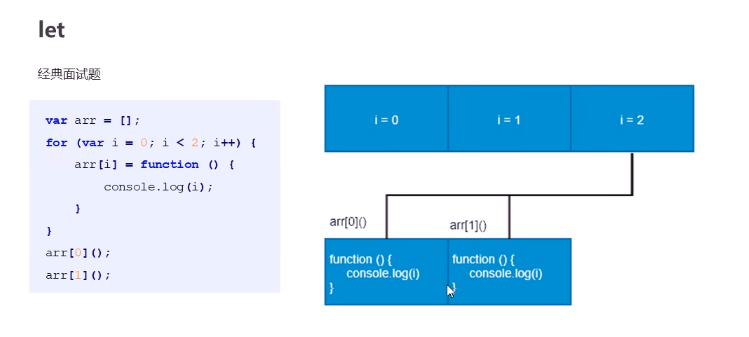 let
经典面试题
var arr = [];
for (var i = 0; i < 2; i++) {
arr[i] = function () {
console.log(i);
}
}
arr[0]();
arr[1]();
i = 0
i = 1
i = 2
arr[0]()
arr[1]()
function () {
console.log(i)
}
function () {
console.log(i)
}